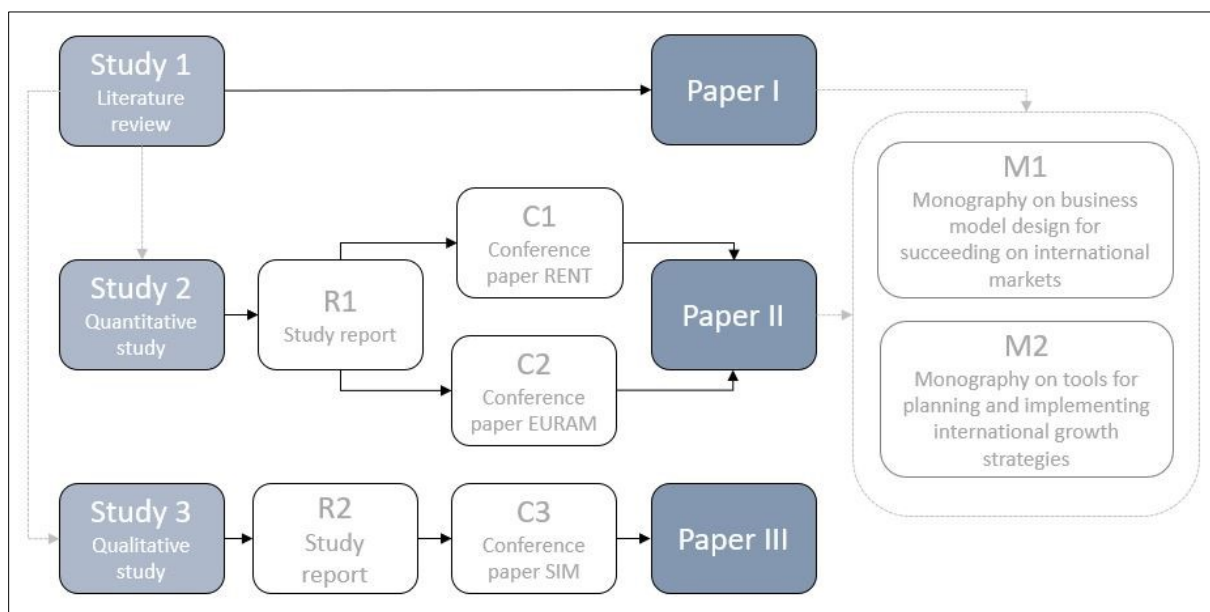 Study 1
Literature
review
Paper I
M1
Monography on business
model design for
succeeding on international
markets
C1
Conference
paper RENT
Study 2
Quantitative
study
R1
Study report
Paper II
C2
Conference
paper EURAM
M2
Monography on tools for
planning and implementing
international growth
strategies
Study 3
Qualitative
study
R2
Study
report
C3
Conference
paper SIM
Paper III